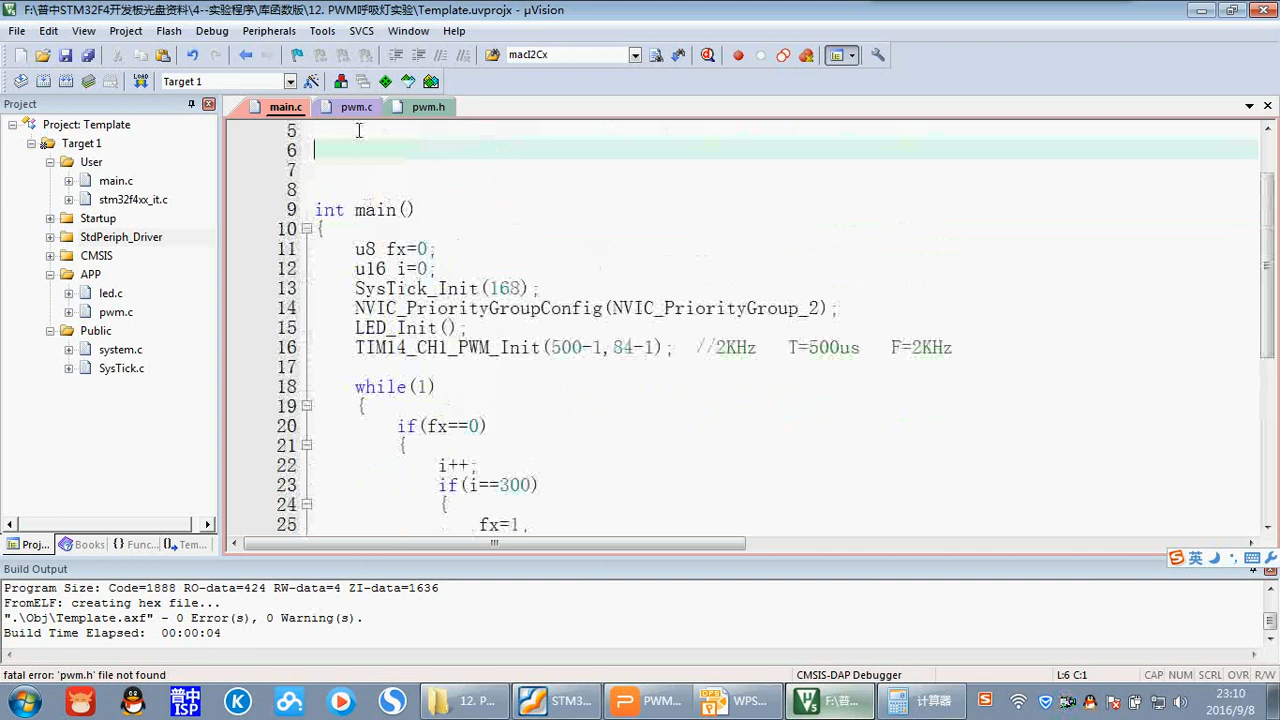 F:\普中STM32F4开发板光盘资料\4--实验程序\库函数版\12. PWM呼吸灯实验\Template.uvprojx - µVision
File Edit View Project Flash Debug Peripherals Tools SVCS Window Help
macI2Cx
LOAD Target 1
Project
main.c pwm.c pwm.h
Project: Template
Target 1
User
main.c
stm32f4xx_it.c
Startup
StdPeriph_Driver
CMSIS
APP
led.c
pwm.c
Public
system.c
SysTick.c
5
6
7
8
9 int main()
10 {
11 u8 fx=0;
12 u16 i=0;
13 SysTick_Init(168);
14 NVIC_PriorityGroupConfig(NVIC_PriorityGroup_2);
15 LED_Init();
16 TIM14_CH1_PWM_Init(500-1,84-1); //2KHz T=500us F=2KHz
17
18 while(1)
19 {
20 if(fx==0)
21 {
22 i++;
23 if(i==300)
24 {
25 fx=1,
Proj... Books {} Func... Tem...
英
Build Output
Program Size: Code=1888 RO-data=424 RW-data=4 ZI-data=1636
FromELF: creating hex file...
".\Obj\Template.axf" - 0 Error(s), 0 Warning(s).
Build Time Elapsed: 00:00:04
fatal error: 'pwm.h' file not found CMSIS-DAP Debugger L:6 C:1 CAP NUM SCRL OVR R/W
普中ISP 12. P... STM3... PWM... WPS... F:\普... 计算器 23:10
2016/9/8